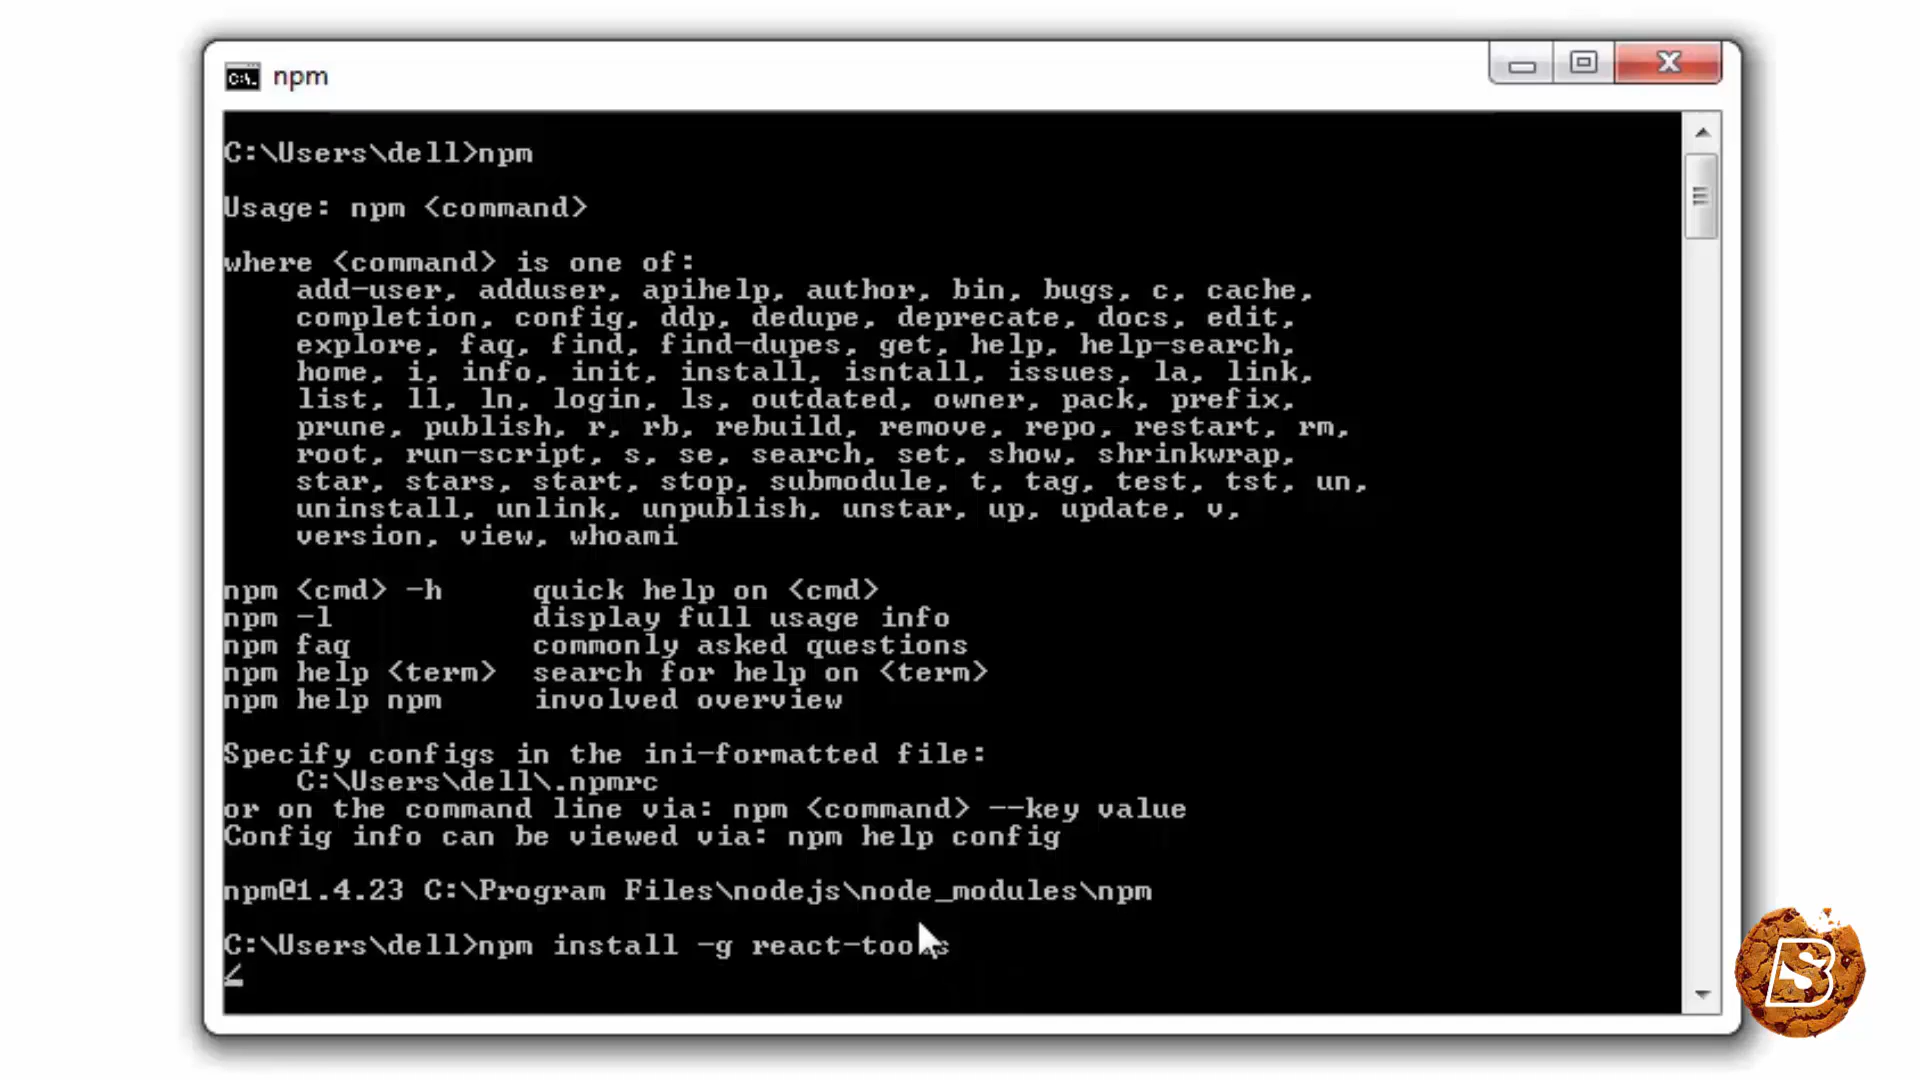 npm
C:\Users\dell>npm
Usage: npm <command>
where <command> is one of:
add-user, adduser, apihelp, author, bin, bugs, c, cache,
completion, config, ddp, dedupe, deprecate, docs, edit,
explore, faq, find, find-dupes, get, help, help-search,
home, i, info, init, install, isntall, issues, la, link,
list, ll, ln, login, ls, outdated, owner, pack, prefix,
prune, publish, r, rb, rebuild, remove, repo, restart, rm,
root, run-script, s, se, search, set, show, shrinkwrap,
star, stars, start, stop, submodule, t, tag, test, tst, un,
uninstall, unlink, unpublish, unstar, up, update, v,
version, view, whoami
npm <cmd> -h     quick help on <cmd>
npm -l           display full usage info
npm faq          commonly asked questions
npm help <term>  search for help on <term>
npm help npm     involved overview
Specify configs in the ini-formatted file:
C:\Users\dell\.npmrc
or on the command line via: npm <command> --key value
Config info can be viewed via: npm help config
npm@1.4.23 C:\Program Files\nodejs\node_modules\npm
C:\Users\dell>npm install -g react-tools
/